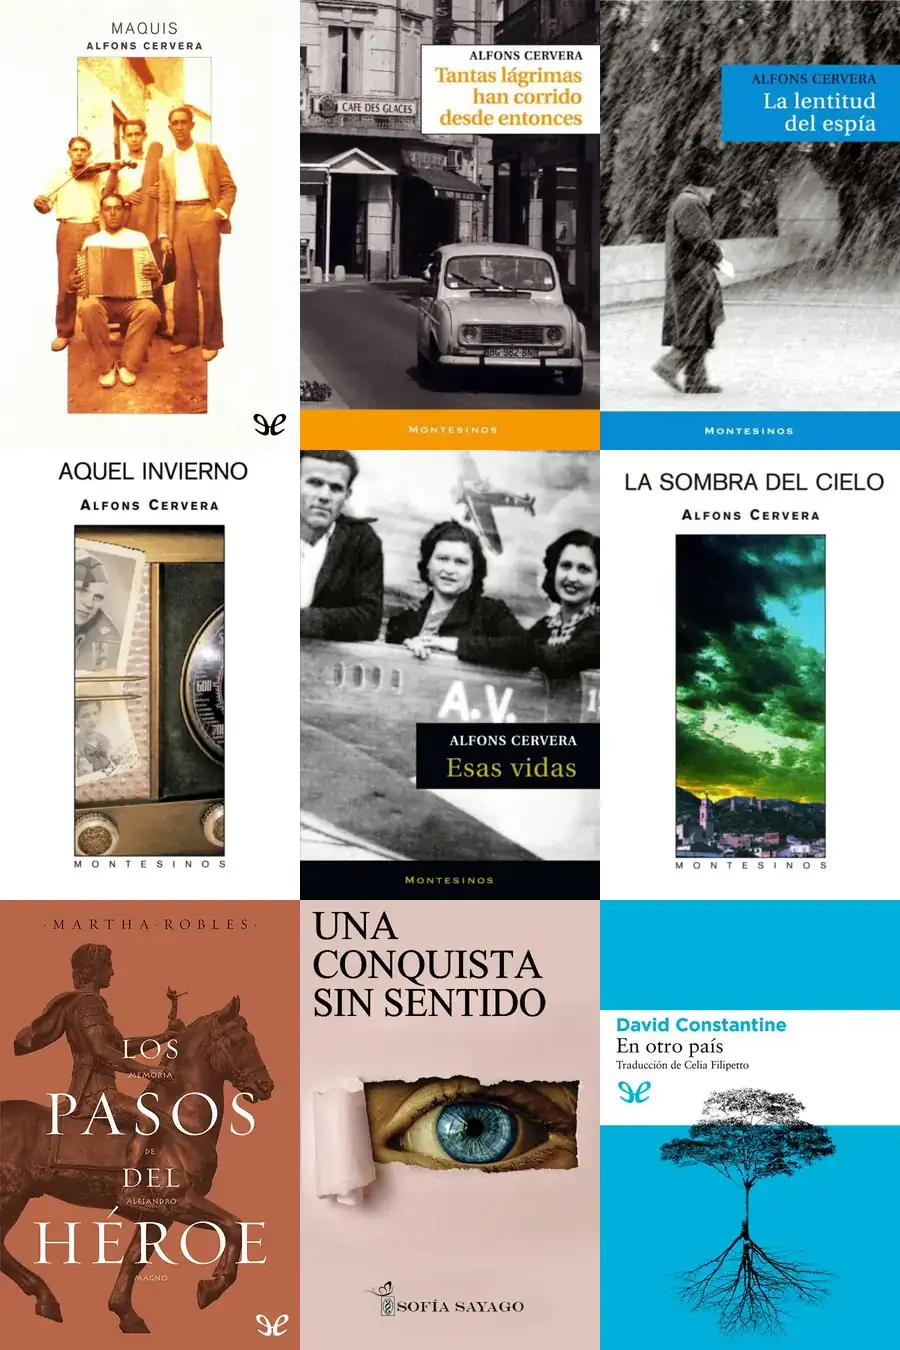 MAQUIS
ALFONS CERVERA
ALFONS CERVERA
Tantas lágrimas
han corrido
desde entonces
CAFE DES GLACES
MONTESINOS
ALFONS CERVERA
La lentitud
del espía
MONTESINOS
AQUEL INVIERNO
ALFONS CERVERA
MONTESINOS
A.V.
ALFONS CERVERA
Esas vidas
MONTESINOS
LA SOMBRA DEL CIELO
ALFONS CERVERA
MONTESINOS
·MARTHA·ROBLES·
LOS
MEMORIA
PASOS
DE
DEL
ALEJANDRO
HÉROE
MAGNO
UNA
CONQUISTA
SIN SENTIDO
SOFÍA SAYAGO
David Constantine
En otro país
Traducción de Celia Filipetto